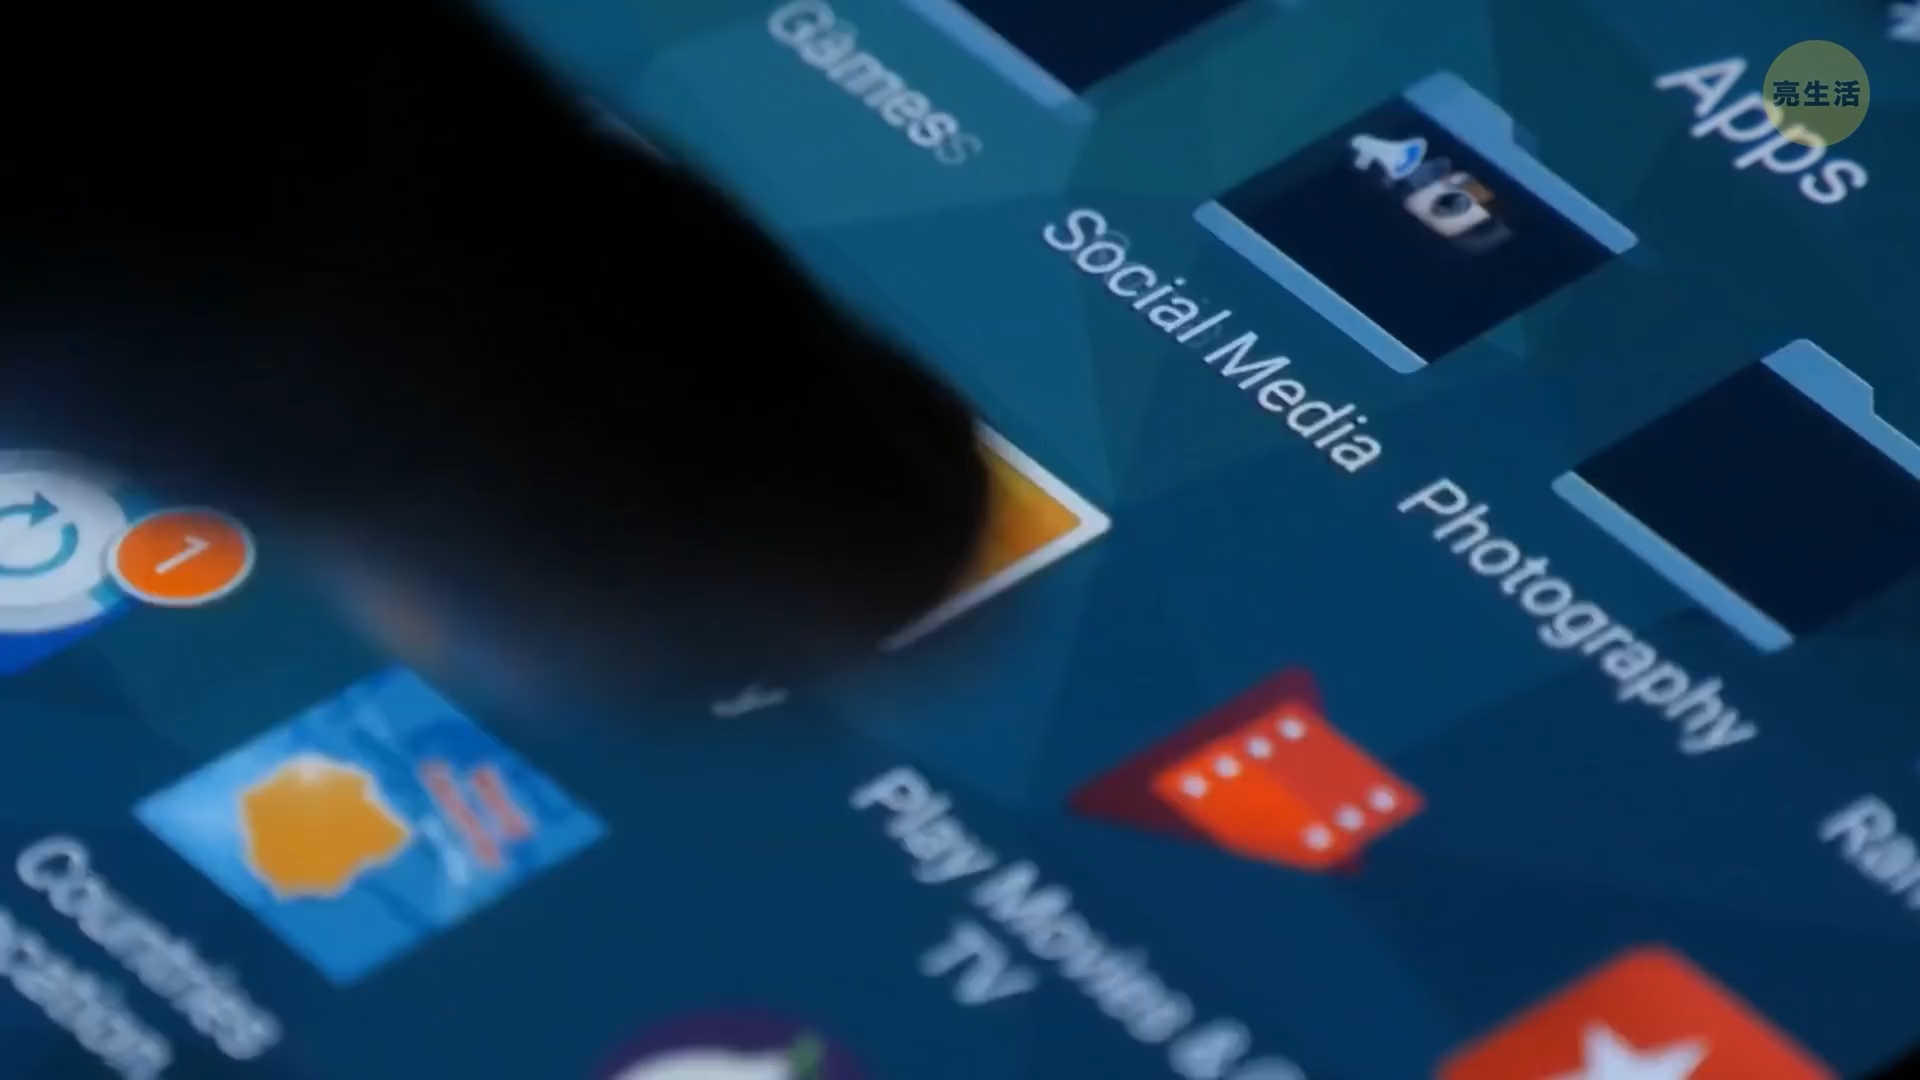 亮生活
Games
Apps
Social Media
Photography
1
Play Movies &
TV
Countries